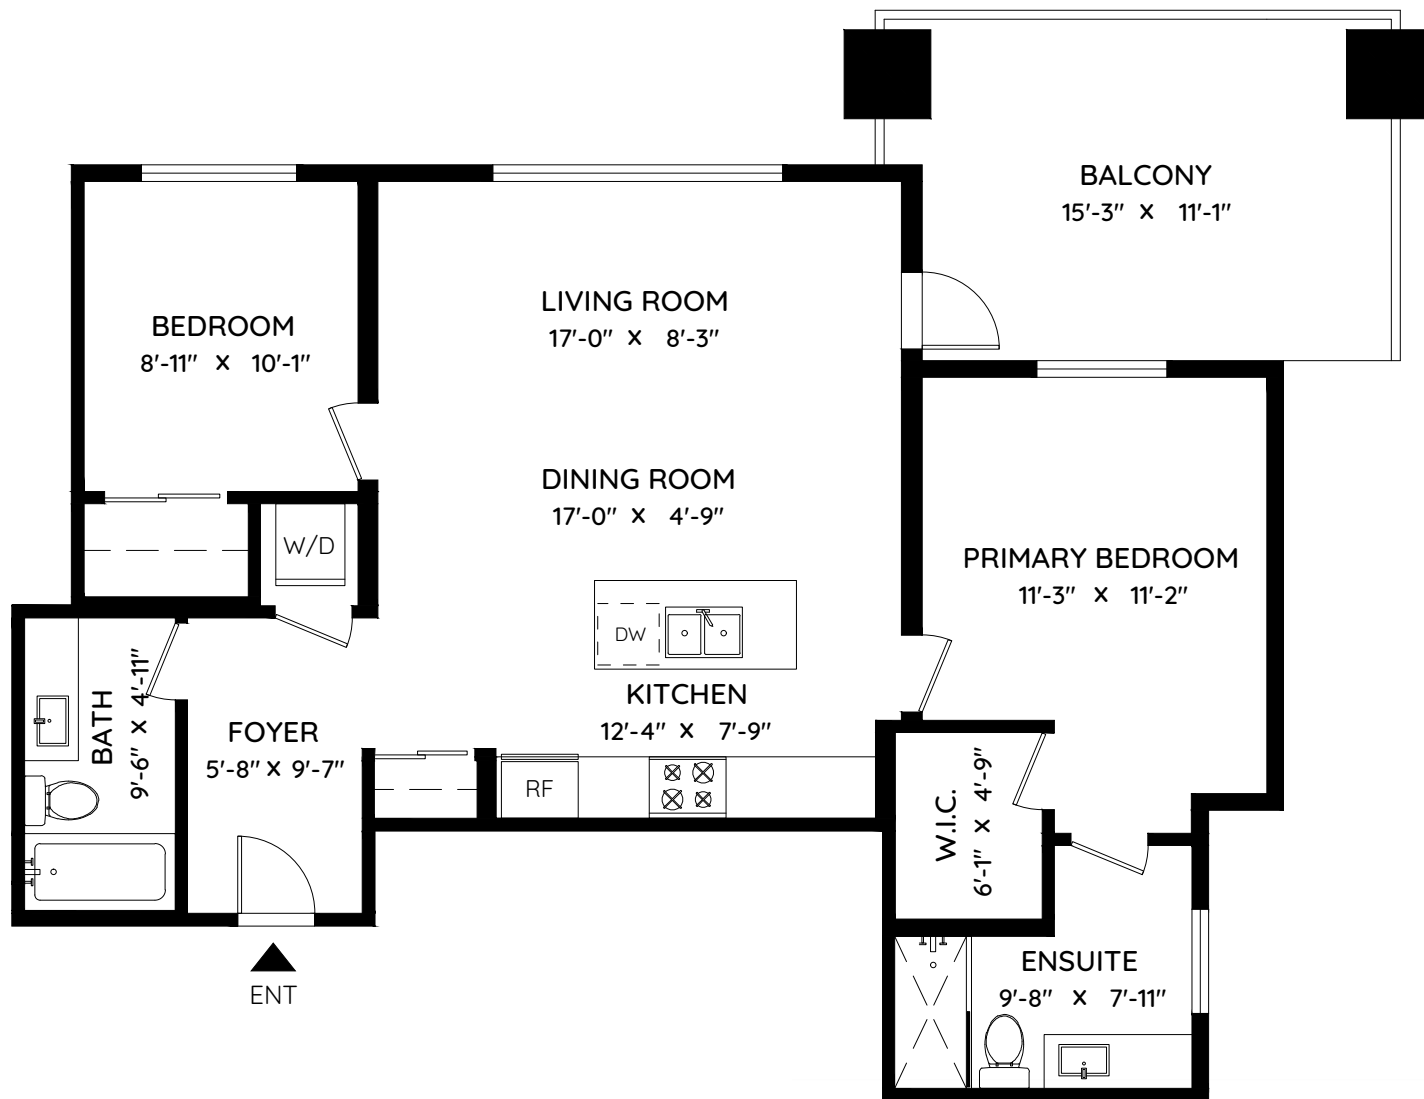 BALCONY
15'-3" X 11'-1"
LIVING ROOM
17'-0" X 8'-3"
BEDROOM
8'-11" X 10'-1"
DINING ROOM
17'-0" X 4'-9"
W/D
PRIMARY BEDROOM
11'-3" X 11'-2"
DW
KITCHEN
12'-4" X 7'-9"
BATH
9'-6" X 4'-11"
FOYER
5'-8" X 9'-7"
RF
W.I.C.
6'-1" X 4'-9"
ENSUITE
9'-8" X 7'-11"
ENT